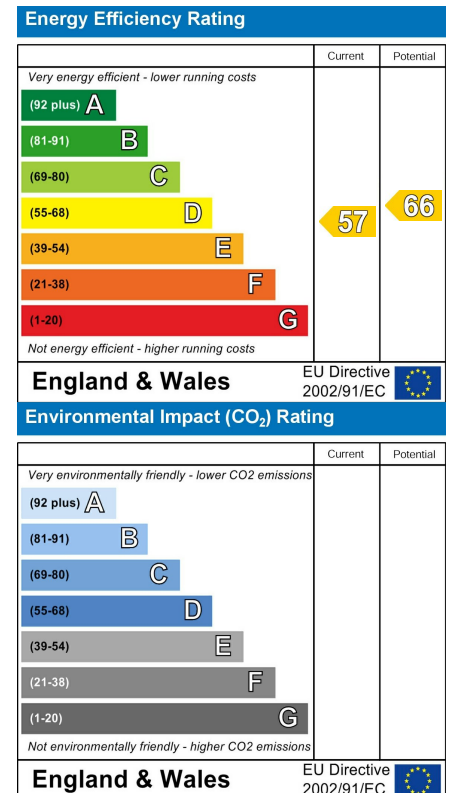 Energy Efficiency Rating
Current Potential
Very energy efficient - lower running costs
(92 plus) A
(81-91) B
(69-80) C
(55-68) D
(39-54) E
(21-38) F
(1-20) G
57 66
Not energy efficient - higher running costs
England & Wales
EU Directive
2002/91/EC
Environmental Impact (CO₂) Rating
Current Potential
Very environmentally friendly - lower CO2 emissions
(92 plus) A
(81-91) B
(69-80) C
(55-68) D
(39-54) E
(21-38) F
(1-20) G
Not environmentally friendly - higher CO2 emissions
England & Wales
EU Directive
2002/91/EC